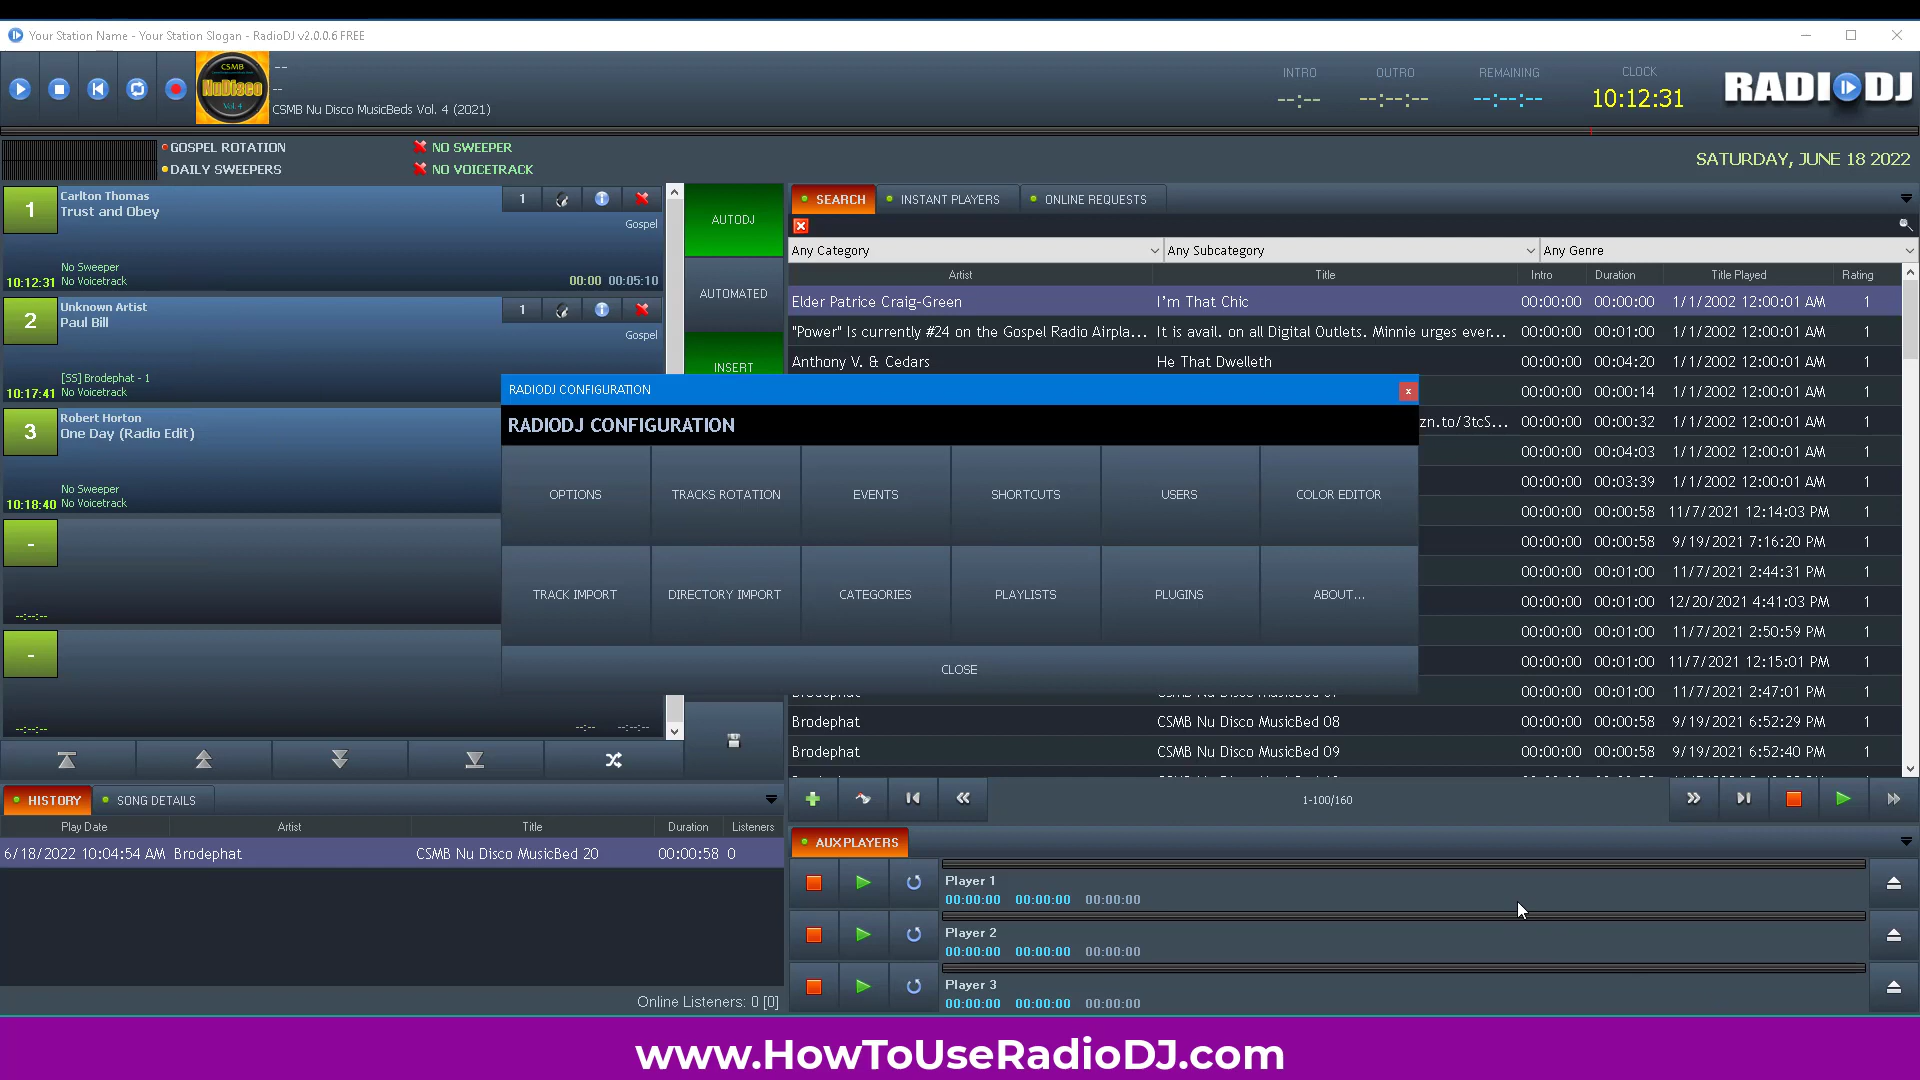 Your Station Name - Your Station Slogan - RadioDJ v2.0.0.6 FREE
CSMB
NuDisco
Vol. 4
--
--
CSMB Nu Disco MusicBeds Vol. 4 (2021)
INTRO OUTRO REMAINING CLOCK
--:-- --:--:-- --:--:-- 10:12:31
RADIODJ
GOSPEL ROTATION
DAILY SWEEPERS
NO SWEEPER
NO VOICETRACK
SATURDAY, JUNE 18 2022
1
Carlton Thomas
Trust and Obey
1
Gospel
No Sweeper
No Voicetrack
10:12:31
00:00 00:05:10
2
Unknown Artist
Paul Bill
1
Gospel
[SS] Brodephat - 1
No Voicetrack
10:17:41
3
Robert Horton
One Day (Radio Edit)
No Sweeper
No Voicetrack
10:18:40
-
--:--:--
-
--:--:--
--:-- --:--:--
AUTODJ
AUTOMATED
INSERT
SEARCH INSTANT PLAYERS ONLINE REQUESTS
Any Category Any Subcategory Any Genre
Artist Title Intro Duration Title Played Rating
Elder Patrice Craig-Green I'm That Chic 00:00:00 00:00:00 1/1/2002 12:00:01 AM 1
"Power" Is currently #24 on the Gospel Radio Airpla... It is avail. on all Digital Outlets. Minnie urges ever... 00:00:00 00:01:00 1/1/2002 12:00:01 AM 1
Anthony V. & Cedars He That Dwelleth 00:00:00 00:04:20 1/1/2002 12:00:01 AM 1
00:00:00 00:00:14 1/1/2002 12:00:01 AM 1
zn.to/3tcS... 00:00:00 00:00:32 1/1/2002 12:00:01 AM 1
00:00:00 00:04:03 1/1/2002 12:00:01 AM 1
00:00:00 00:03:39 1/1/2002 12:00:01 AM 1
00:00:00 00:00:58 11/7/2021 12:14:03 PM 1
00:00:00 00:00:58 9/19/2021 7:16:20 PM 1
00:00:00 00:01:00 11/7/2021 2:44:31 PM 1
00:00:00 00:01:00 12/20/2021 4:41:03 PM 1
00:00:00 00:01:00 11/7/2021 2:50:59 PM 1
00:00:00 00:01:00 11/7/2021 12:15:01 PM 1
00:00:00 00:01:00 11/7/2021 2:47:01 PM 1
Brodephat CSMB Nu Disco MusicBed 08 00:00:00 00:00:58 9/19/2021 6:52:29 PM 1
Brodephat CSMB Nu Disco MusicBed 09 00:00:00 00:00:58 9/19/2021 6:52:40 PM 1
RADIODJ CONFIGURATION
x
RADIODJ CONFIGURATION
OPTIONS TRACKS ROTATION EVENTS SHORTCUTS USERS COLOR EDITOR
TRACK IMPORT DIRECTORY IMPORT CATEGORIES PLAYLISTS PLUGINS ABOUT...
CLOSE
1-100/160
HISTORY SONG DETAILS
Play Date Artist Title Duration Listeners
6/18/2022 10:04:54 AM Brodephat CSMB Nu Disco MusicBed 20 00:00:58 0
Online Listeners: 0 [0]
AUX PLAYERS
Player 1
00:00:00 00:00:00 00:00:00
Player 2
00:00:00 00:00:00 00:00:00
Player 3
00:00:00 00:00:00 00:00:00
www.HowToUseRadioDJ.com